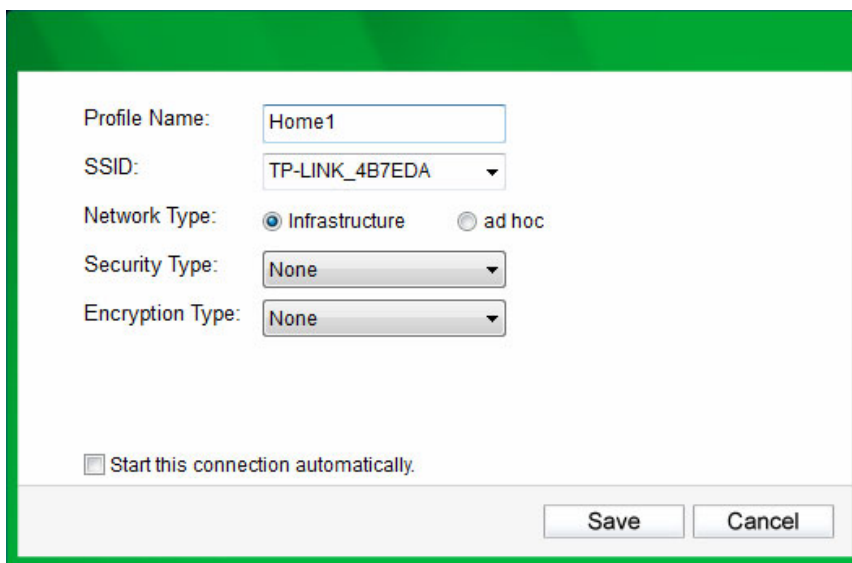 Profile Name: Home1
SSID: TP-LINK_4B7EDA
Network Type: Infrastructure ad hoc
Security Type: None
Encryption Type: None
Start this connection automatically.
Save Cancel